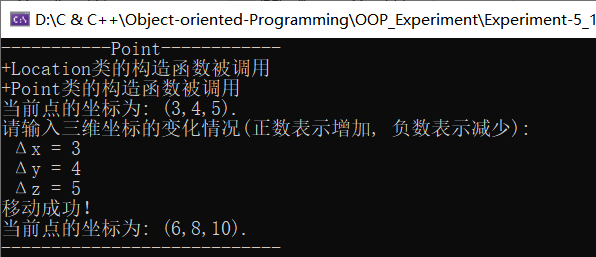 D:\C & C++\Object-oriented-Programming\OOP_Experiment\Experiment-5_1
-----------Point------------
+Location类的构造函数被调用
+Point类的构造函数被调用
当前点的坐标为: (3,4,5).
请输入三维坐标的变化情况(正数表示增加, 负数表示减少):
Δx = 3
Δy = 4
Δz = 5
移动成功!
当前点的坐标为: (6,8,10).
----------------------------